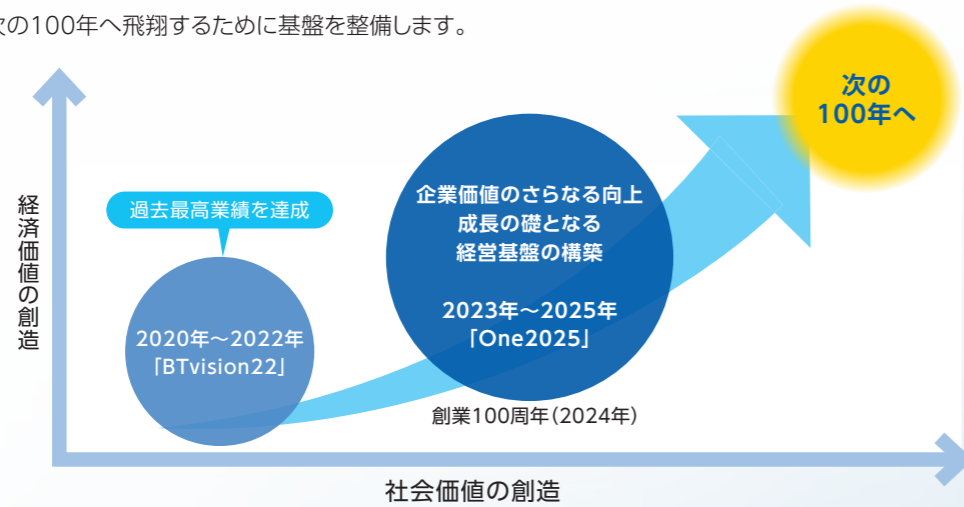 次の100年へ飛翔するために基盤を整備します。
次の
100年へ
企業価値のさらなる向上
成長の礎となる
経営基盤の構築
2023年～2025年
「One2025」
過去最高業績を達成
2020年～2022年
「BTvision22」
創業100周年（2024年）
経済価値の創造
社会価値の創造